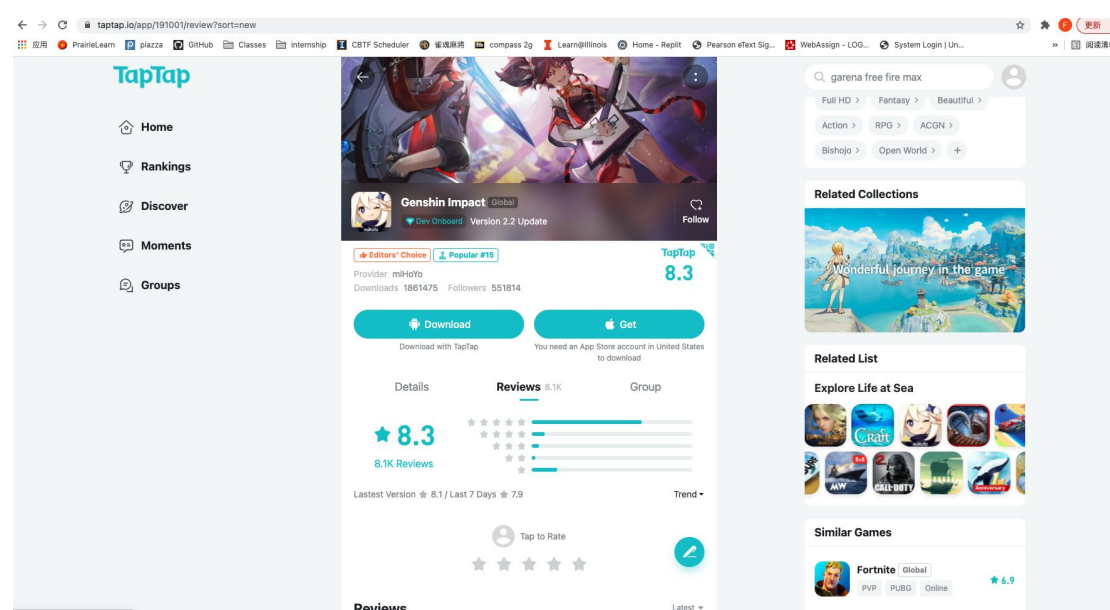 taptap.io/app/191001/review?sort=new
F
更新
应用
PrairieLearn
piazza
GitHub
Classes
internship
CBTF Scheduler
雀魂麻將
compass 2g
Learn@Illinois
Home - Replit
Pearson eText Sig...
WebAssign - LOG...
System Login | Un...
»
TapTap
Home
Rankings
Discover
Moments
Groups
Genshin Impact Global
Dev Onboard Version 2.2 Update
Follow
Editors' Choice
Popular #15
TapTap
8.3
Provider miHoYo
Downloads 1861475 Followers 551814
Download
Get
Download with TapTap
You need an App Store account in United States
to download
Details
Reviews 8.1K
Group
8.3
8.1K Reviews
Lastest Version 8.1 / Last 7 Days 7.9
Trend
Tap to Rate
Reviews
Latest
garena free fire max
Full HD > Fantasy > Beautiful >
Action > RPG > ACGN >
Bishojo > Open World > +
Related Collections
Wonderful journey in the game
Related List
Explore Life at Sea
CRaft
MW
5v5
CALL·DUTY
Anniversary
Similar Games
Fortnite Global
PVP PUBG Online
6.9